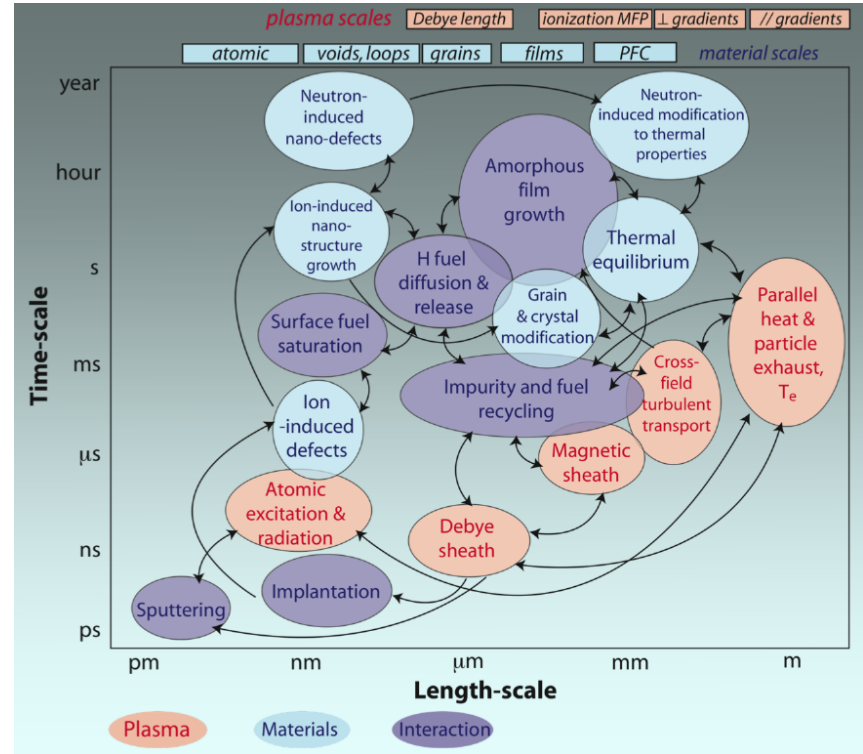 plasma scales
Debye length
ionization MFP
⊥ gradients
// gradients
atomic
voids, loops
grains
films
PFC
material scales
year
hour
s
ms
μs
ns
ps
Time-scale
Neutron-
induced
nano-defects
Neutron-
induced modification
to thermal
properties
Amorphous
film
growth
Ion-induced
nano-
structure
growth
Thermal
equilibrium
H fuel
diffusion &
release
Grain
& crystal
modification
Parallel
heat &
particle
exhaust,
Te
Surface fuel
saturation
Impurity and fuel
recycling
Cross-
field
turbulent
transport
Ion
-induced
defects
Magnetic
sheath
Atomic
excitation &
radiation
Debye
sheath
Implantation
Sputtering
pm
nm
μm
mm
m
Length-scale
Plasma
Materials
Interaction